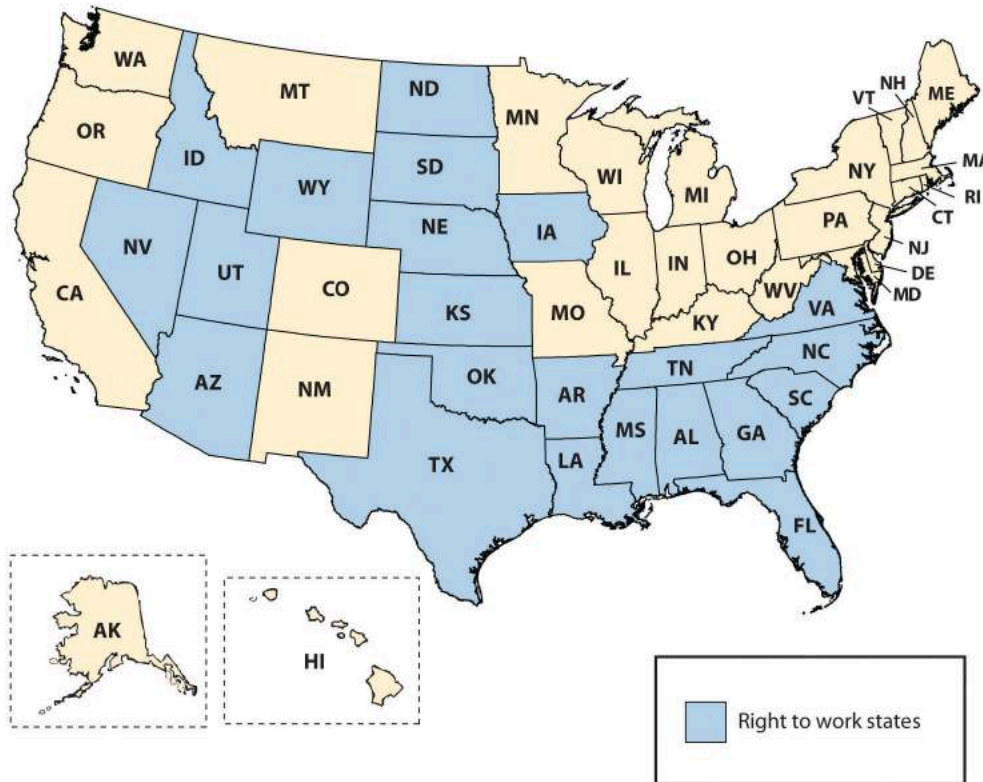 WA
MT
ND
MN
OR
ID
WY
SD
WI
MI
NY
VT
NH
ME
MA
RI
CT
NV
UT
NE
IA
PA
NJ
DE
MD
CA
CO
KS
IL
IN
OH
WV
VA
MO
KY
AZ
NM
OK
AR
TN
NC
SC
MS
AL
GA
TX
LA
FL
AK
HI
Right to work states